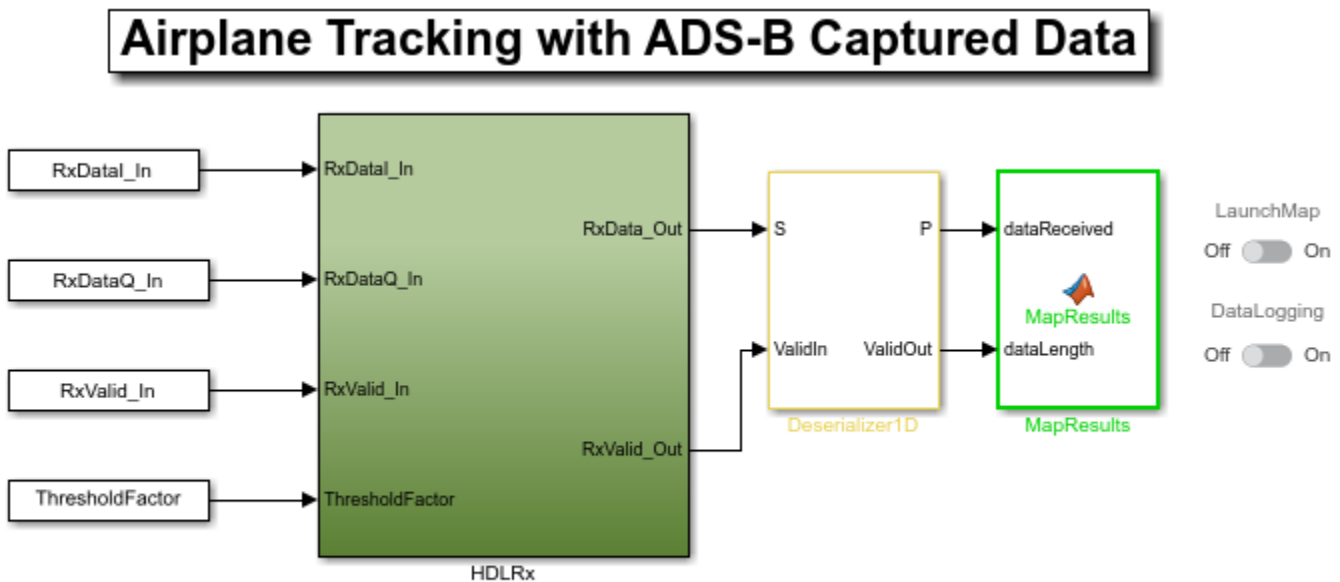 Airplane Tracking with ADS-B Captured Data
RxDataI_In
RxDataQ_In
RxValid_In
ThresholdFactor
RxDataI_In
RxDataQ_In
RxValid_In
ThresholdFactor
RxData_Out
RxValid_Out
HDLRx
S
P
ValidIn
ValidOut
Deserializer1D
dataReceived
MapResults
dataLength
MapResults
LaunchMap
Off On
DataLogging
Off On